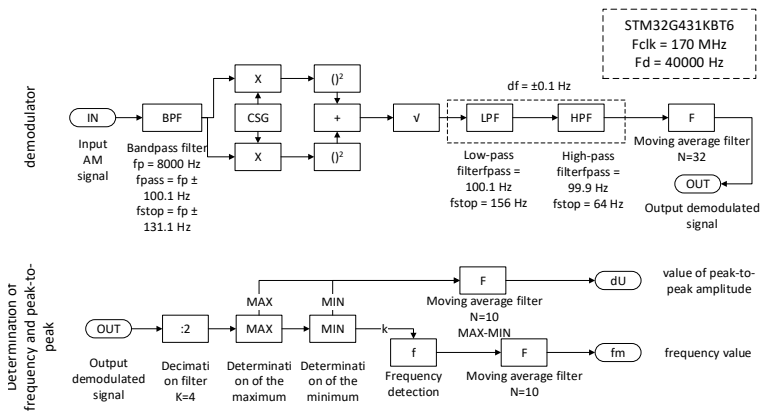 STM32G431KBT6
Fclk = 170 MHz
Fd = 40000 Hz
demodulator
IN
Input
AM
signal
BPF
Bandpass filter
fp = 8000 Hz
fpass = fp ±
100.1 Hz
fstop = fp ±
131.1 Hz
X
CSG
X
()²
+
()²
√
df = ±0.1 Hz
LPF
Low-pass
filterfpass =
100.1 Hz
fstop = 156 Hz
HPF
High-pass
filterfpass =
99.9 Hz
fstop = 64 Hz
F
Moving average filter
N=32
OUT
Output demodulated
signal
Determination of
frequency and peak-to-
peak
OUT
Output
demodulated
signal
:2
Decimati
on filter
K=4
MAX
MAX
Determinati
on of the
maximum
MIN
MIN
Determinati
on of the
minimum
k
f
Frequency
detection
F
Moving average filter
N=10
MAX-MIN
dU
value of peak-to-
peak amplitude
F
Moving average filter
N=10
fm
frequency value